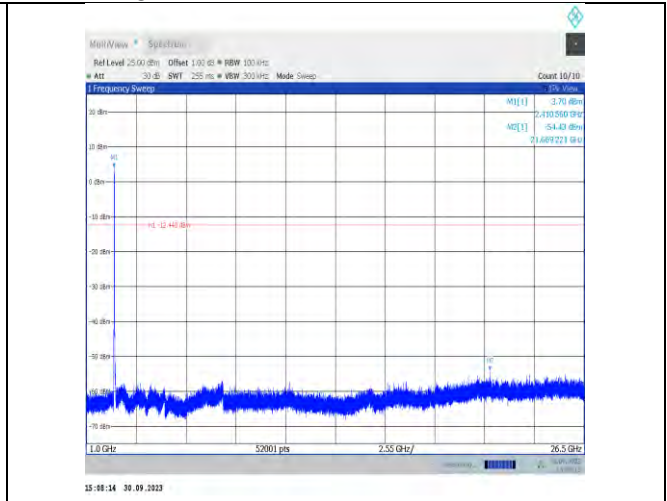 MultiView Spectrum
Ref Level 25.00 dBm Offset 1.00 dB RBW 100 kHz
Att 30 dB SWT 255 ms VBW 300 kHz Mode Sweep Count 10/10
1 Frequency Sweep 1Pk View
M1[1] 3.70 dBm
2.410560 GHz
20 dBm
M2[1] -54.43 dBm
21.689221 GHz
10 dBm
M1
0 dBm
-10 dBm
H1 -12.440 dBm
-20 dBm
-30 dBm
-40 dBm
-50 dBm
M2
-60 dBm
-70 dBm
1.0 GHz 52001 pts 2.55 GHz/ 26.5 GHz
15:08:14 30.09.2023